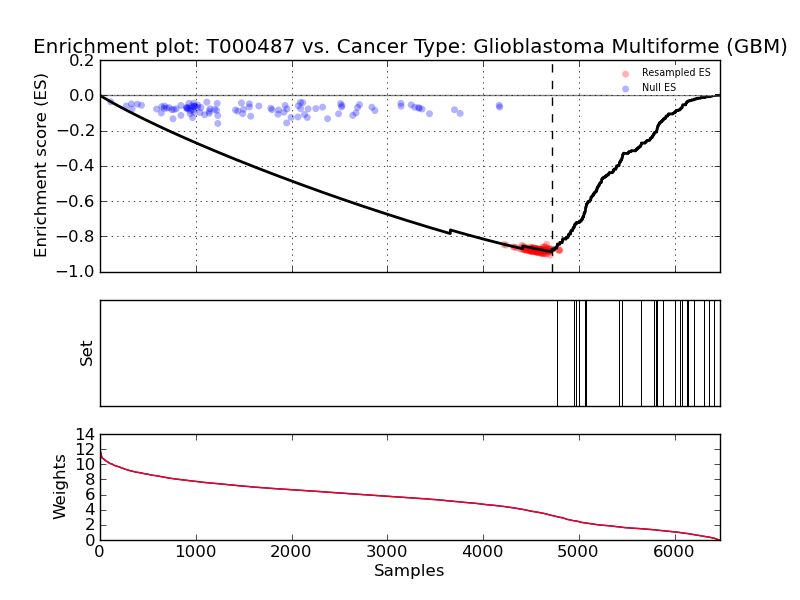 Enrichment plot: T000487 vs. Cancer Type: Glioblastoma Multiforme (GBM)
0.2
0.0
−0.2
−0.4
−0.6
−0.8
−1.0
Enrichment score (ES)
Resampled ES
Null ES
Set
14
12
10
8
6
4
2
0
Weights
0 1000 2000 3000 4000 5000 6000
Samples